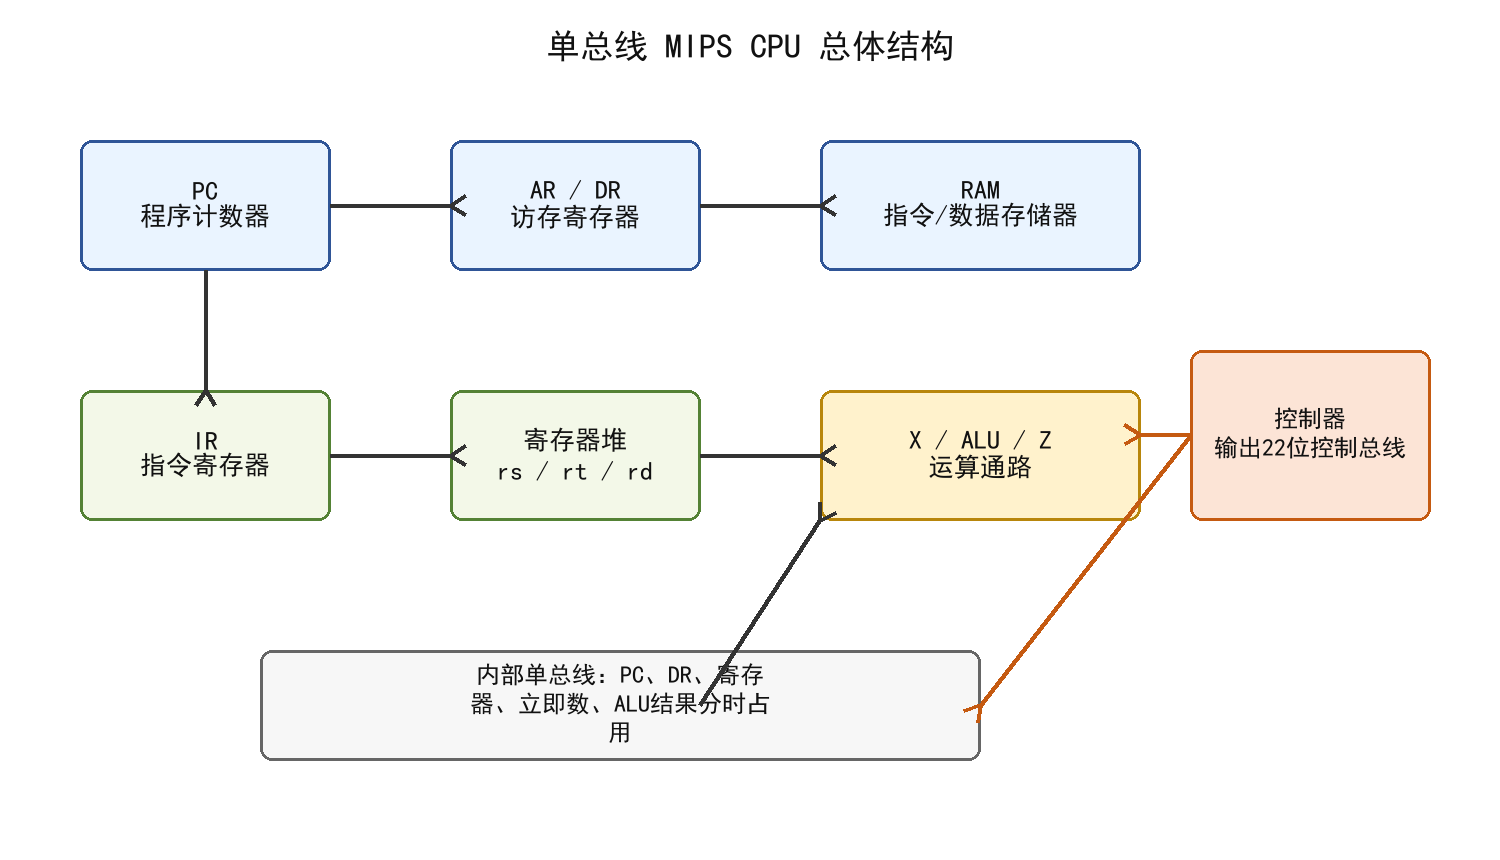 单总线 MIPS CPU 总体结构
PC
程序计数器
AR / DR
访存寄存器
RAM
指令/数据存储器
IR
指令寄存器
寄存器堆
rs / rt / rd
X / ALU / Z
运算通路
控制器
输出22位控制总线
内部单总线: PC、DR、寄存
器、立即数、ALU结果分时占
用